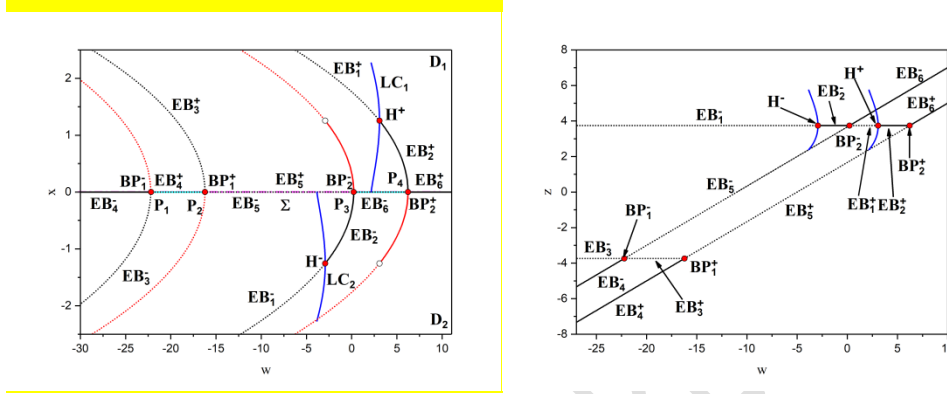 D₁
EB₁⁺
LC₁
EB₃⁺
H⁺
EB₂⁺
BP₁⁻
EB₄⁺
BP₁⁺
EB₅⁺
BP₂⁻
P₄
EB₆⁺
EB₄⁻
P₁
P₂
EB₅⁻
Σ
P₃
EB₆⁻
BP₂⁺
EB₂⁻
H⁻
LC₂
EB₃⁻
EB₁⁻
D₂
2
1
0
-1
-2
x
-30 -25 -20 -15 -10 -5 0 5 10
w
8
6
4
2
0
-2
-4
-6
-8
z
H⁺
EB₆⁻
H⁻
EB₂⁻
EB₆⁺
EB₁⁻
BP₂⁻
BP₂⁺
EB₁⁺
EB₂⁺
EB₅⁻
EB₅⁺
BP₁⁻
EB₃⁻
BP₁⁺
EB₄⁻
EB₃⁺
EB₄⁺
-25 -20 -15 -10 -5 0 5
w